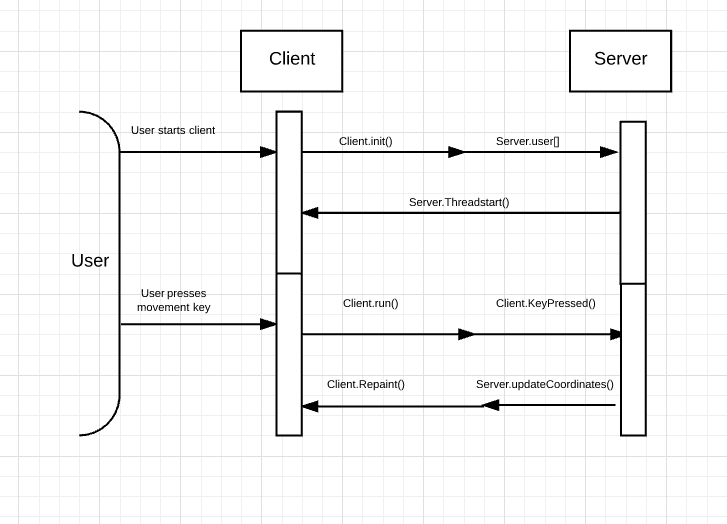 Client
Server
User starts client
Client.init()
Server.user[]
Server.Threadstart()
User
User presses
movement key
Client.run()
Client.KeyPressed()
Client.Repaint()
Server.updateCoordinates()